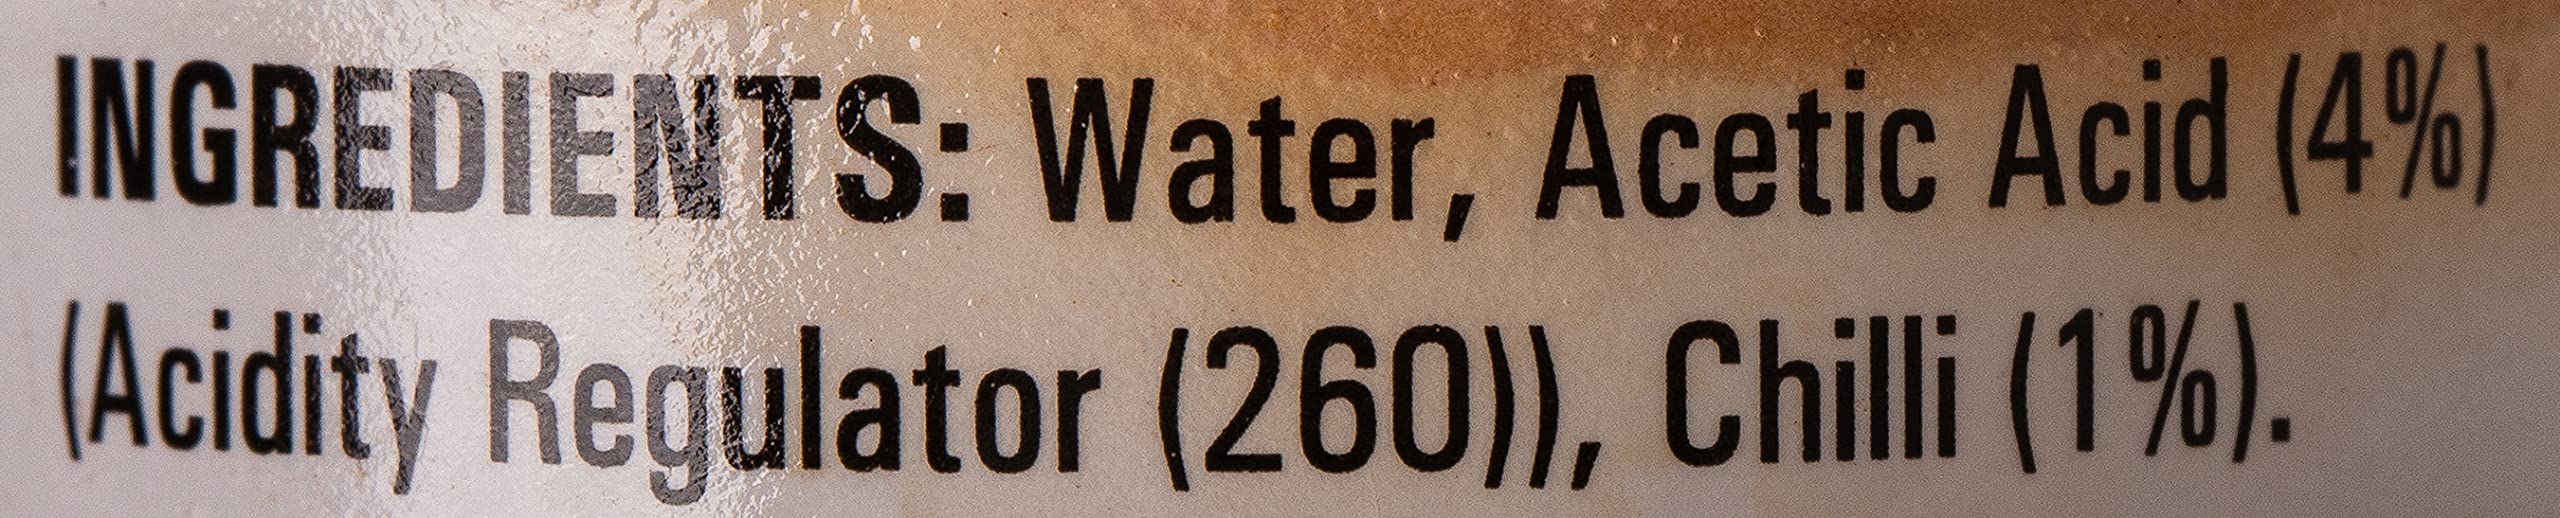 INGREDIENTS: Water, Acetic Acid (4%)
(Acidity Regulator (260)), Chilli (1%).